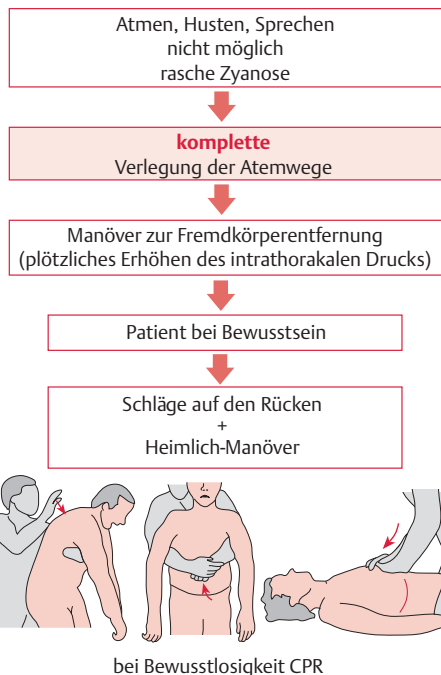 Atmen, Husten, Sprechen
nicht möglich
rasche Zyanose
komplette
Verlegung der Atemwege
Manöver zur Fremdkörperentfernung
(plötzliches Erhöhen des intrathorakalen Drucks)
Patient bei Bewusstsein
Schläge auf den Rücken
+
Heimlich-Manöver
bei Bewusstlosigkeit CPR